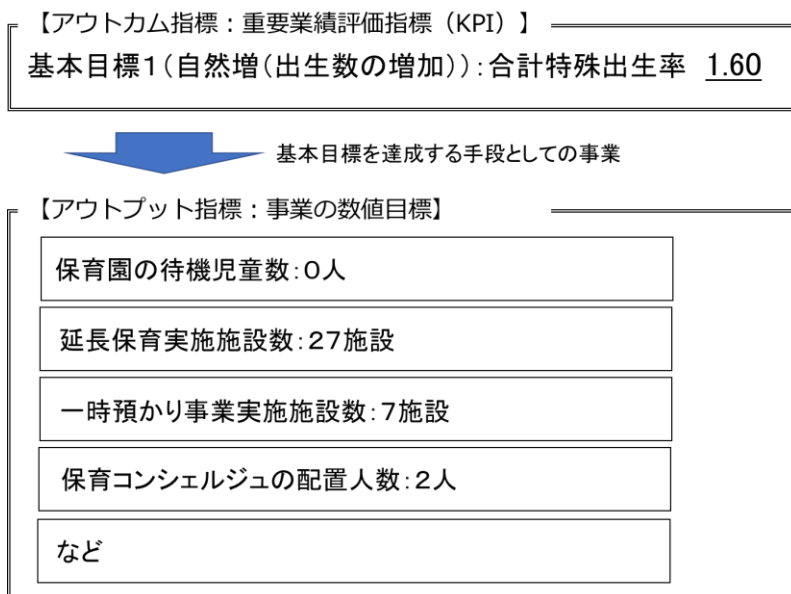 【アウトカム指標：重要業績評価指標（KPI）】
基本目標１（自然増（出生数の増加））：合計特殊出生率 1.60
基本目標を達成する手段としての事業
【アウトプット指標：事業の数値目標】
保育園の待機児童数：０人
延長保育実施施設数：２７施設
一時預かり事業実施施設数：７施設
保育コンシェルジュの配置人数：２人
など